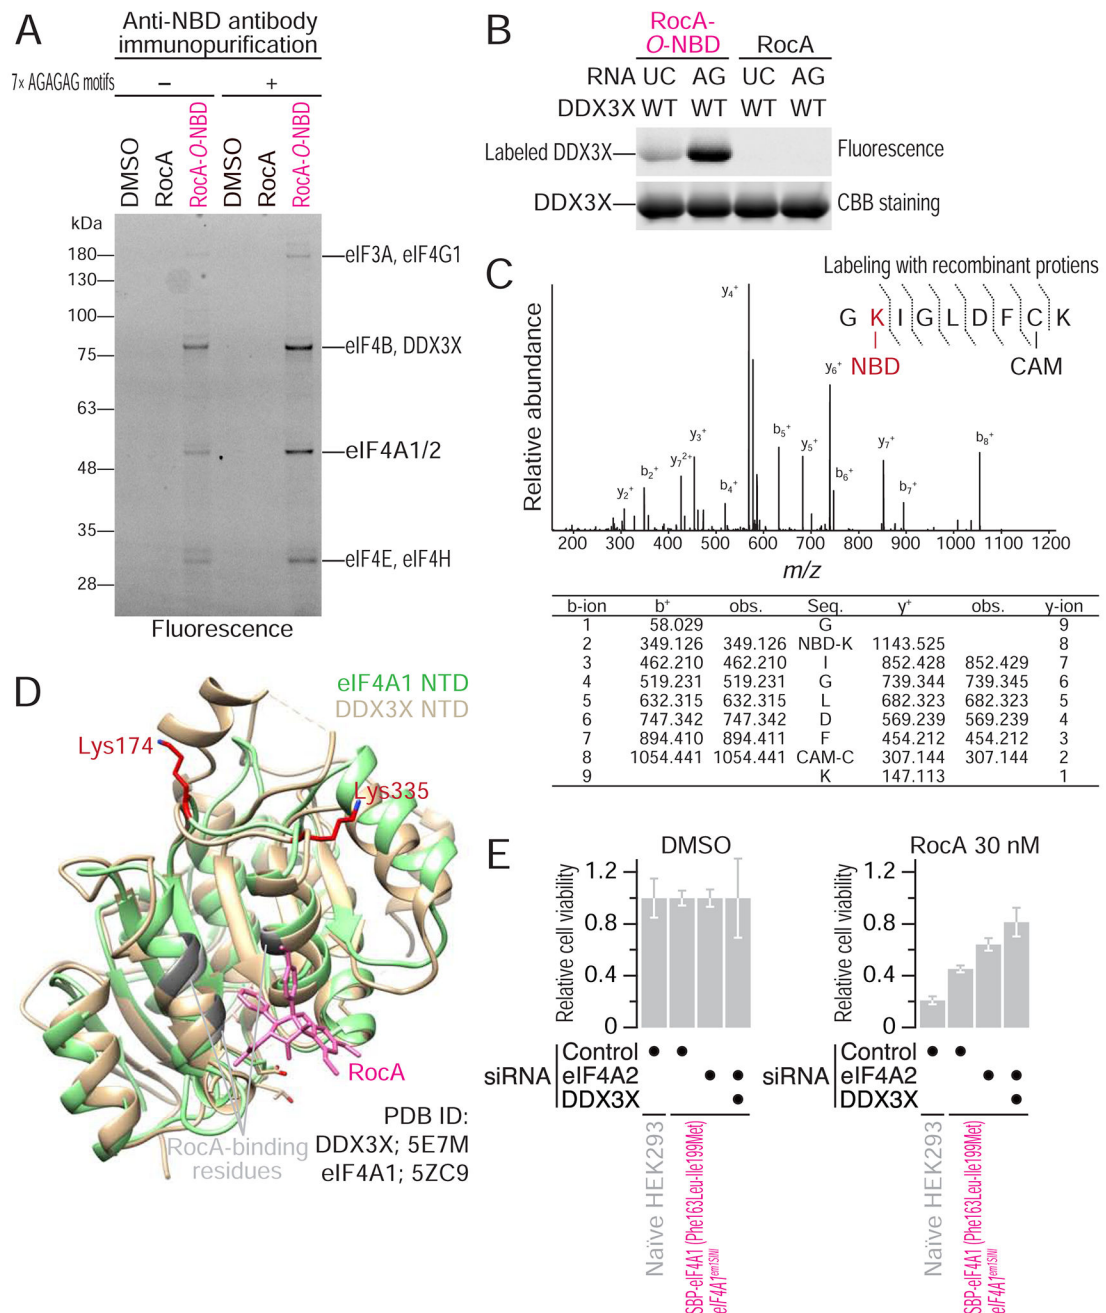 A
Anti-NBD antibody
immunopurification
7× AGAGAG motifs
− +
DMSO
RocA
RocA-O-NBD
DMSO
RocA
RocA-O-NBD
kDa
180
130
100
75
63
48
35
28
eIF3A, eIF4G1
eIF4B, DDX3X
eIF4A1/2
eIF4E, eIF4H
Fluorescence
B
RocA-
O-NBD
RocA
RNA UC AG UC AG
DDX3X WT WT WT WT
Labeled DDX3X
Fluorescence
DDX3X
CBB staining
C
Labeling with recombinant protiens
G K I G L D F C K
NBD
CAM
Relative abundance
y2+
b2+
y7 2+
y3+
b4+
y4+
b5+
y5+
y6+
b6+
y7+
b7+
b8+
200 300 400 500 600 700 800 900 1000 1100 1200
m/z
b-ion b+ obs. Seq. y+ obs. y-ion
1 58.029 G 9
2 349.126 349.126 NBD-K 1143.525 8
3 462.210 462.210 I 852.428 852.429 7
4 519.231 519.231 G 739.344 739.345 6
5 632.315 632.315 L 682.323 682.323 5
6 747.342 747.342 D 569.239 569.239 4
7 894.410 894.411 F 454.212 454.212 3
8 1054.441 1054.441 CAM-C 307.144 307.144 2
9 K 147.113 1
D
eIF4A1 NTD
DDX3X NTD
Lys174
Lys335
RocA
RocA-binding
residues
PDB ID:
DDX3X; 5E7M
eIF4A1; 5ZC9
E
DMSO
Relative cell viability
1.2
0.8
0.4
0
siRNA
Control
eIF4A2
DDX3X
Naïve HEK293
SBP-eIF4A1 (Phe163Leu-Ile199Met)
eIF4A1em1SINI
RocA 30 nM
Relative cell viability
1.2
0.8
0.4
0
siRNA
Control
eIF4A2
DDX3X
Naïve HEK293
SBP-eIF4A1 (Phe163Leu-Ile199Met)
eIF4A1em1SINI